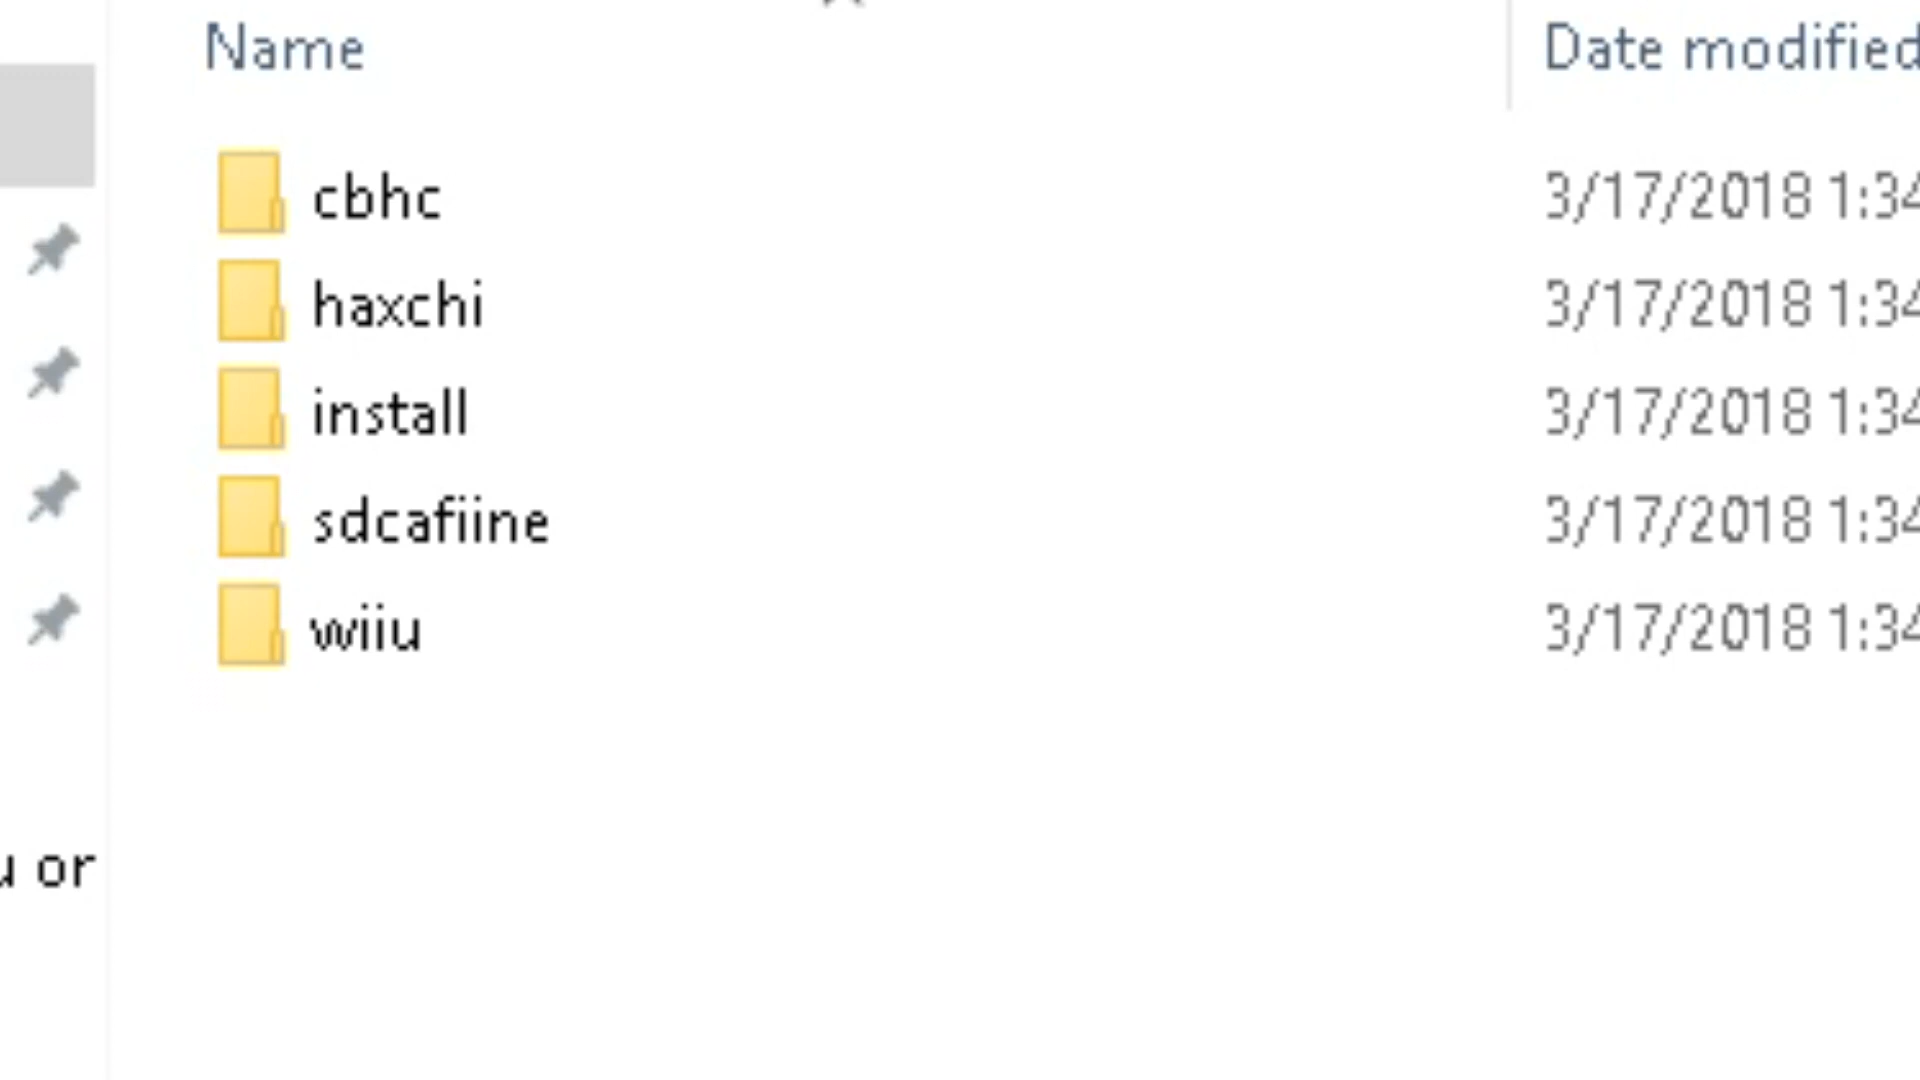 Name Date modified
cbhc 3/17/2018 1:34
haxchi 3/17/2018 1:34
install 3/17/2018 1:34
sdcafiine 3/17/2018 1:34
wiiu 3/17/2018 1:34
u or